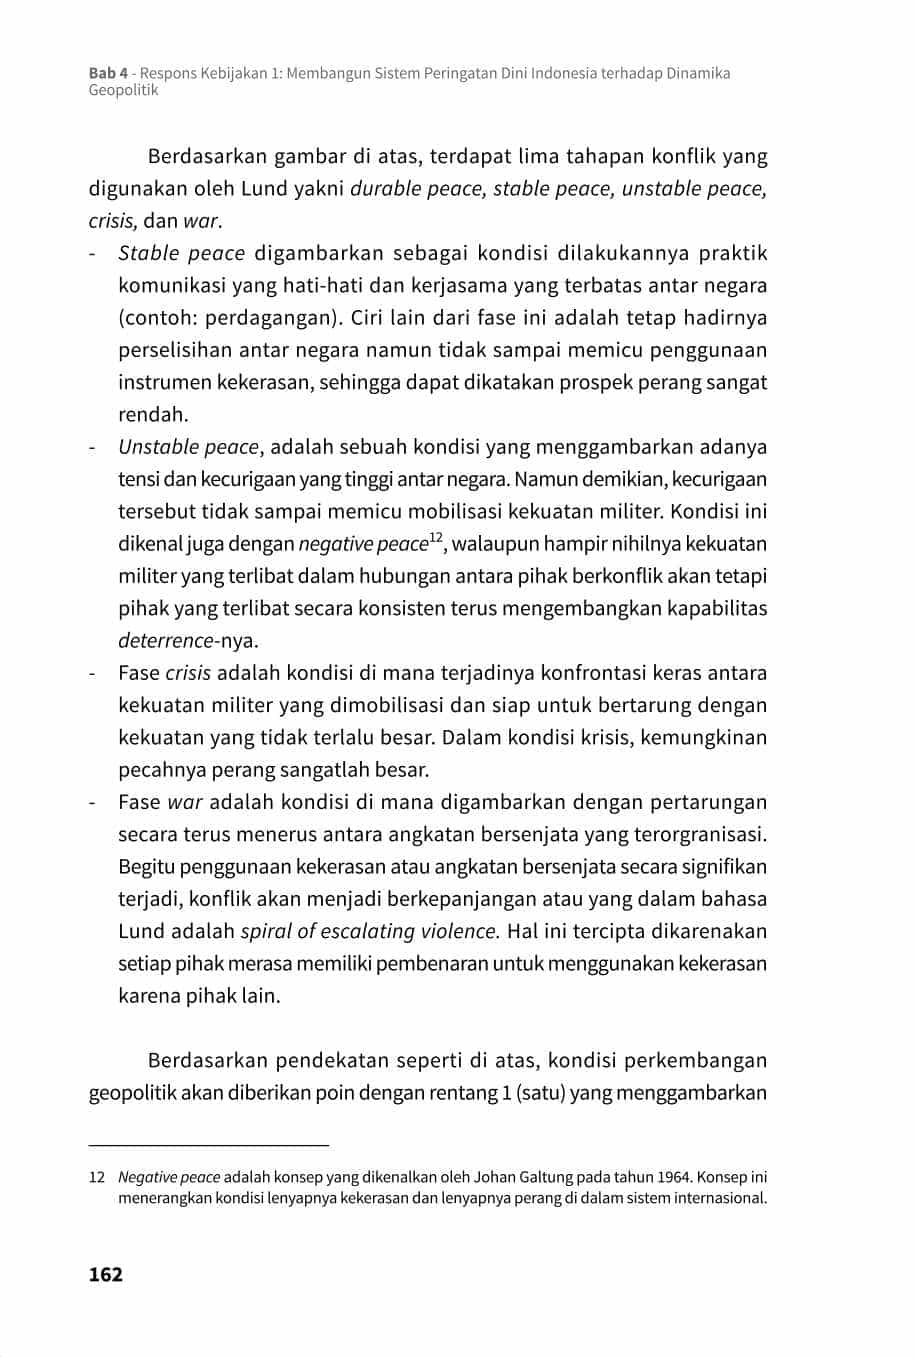 Bab 4 - Respons Kebijakan 1: Membangun Sistem Peringatan Dini Indonesia terhadap Dinamika
Geopolitik
Berdasarkan gambar di atas, terdapat lima tahapan konflik yang
digunakan oleh Lund yakni durable peace, stable peace, unstable peace,
crisis, dan war.
- Stable peace digambarkan sebagai kondisi dilakukannya praktik
komunikasi yang hati-hati dan kerjasama yang terbatas antar negara
(contoh: perdagangan). Ciri lain dari fase ini adalah tetap hadirnya
perselisihan antar negara namun tidak sampai memicu penggunaan
instrumen kekerasan, sehingga dapat dikatakan prospek perang sangat
rendah.
- Unstable peace, adalah sebuah kondisi yang menggambarkan adanya
tensi dan kecurigaan yang tinggi antar negara. Namun demikian, kecurigaan
tersebut tidak sampai memicu mobilisasi kekuatan militer. Kondisi ini
dikenal juga dengan negative peace12, walaupun hampir nihilnya kekuatan
militer yang terlibat dalam hubungan antara pihak berkonflik akan tetapi
pihak yang terlibat secara konsisten terus mengembangkan kapabilitas
deterrence-nya.
- Fase crisis adalah kondisi di mana terjadinya konfrontasi keras antara
kekuatan militer yang dimobilisasi dan siap untuk bertarung dengan
kekuatan yang tidak terlalu besar. Dalam kondisi krisis, kemungkinan
pecahnya perang sangatlah besar.
- Fase war adalah kondisi di mana digambarkan dengan pertarungan
secara terus menerus antara angkatan bersenjata yang terorgranisasi.
Begitu penggunaan kekerasan atau angkatan bersenjata secara signifikan
terjadi, konflik akan menjadi berkepanjangan atau yang dalam bahasa
Lund adalah spiral of escalating violence. Hal ini tercipta dikarenakan
setiap pihak merasa memiliki pembenaran untuk menggunakan kekerasan
karena pihak lain.
Berdasarkan pendekatan seperti di atas, kondisi perkembangan
geopolitik akan diberikan poin dengan rentang 1 (satu) yang menggambarkan
12 Negative peace adalah konsep yang dikenalkan oleh Johan Galtung pada tahun 1964. Konsep ini
menerangkan kondisi lenyapnya kekerasan dan lenyapnya perang di dalam sistem internasional.
162